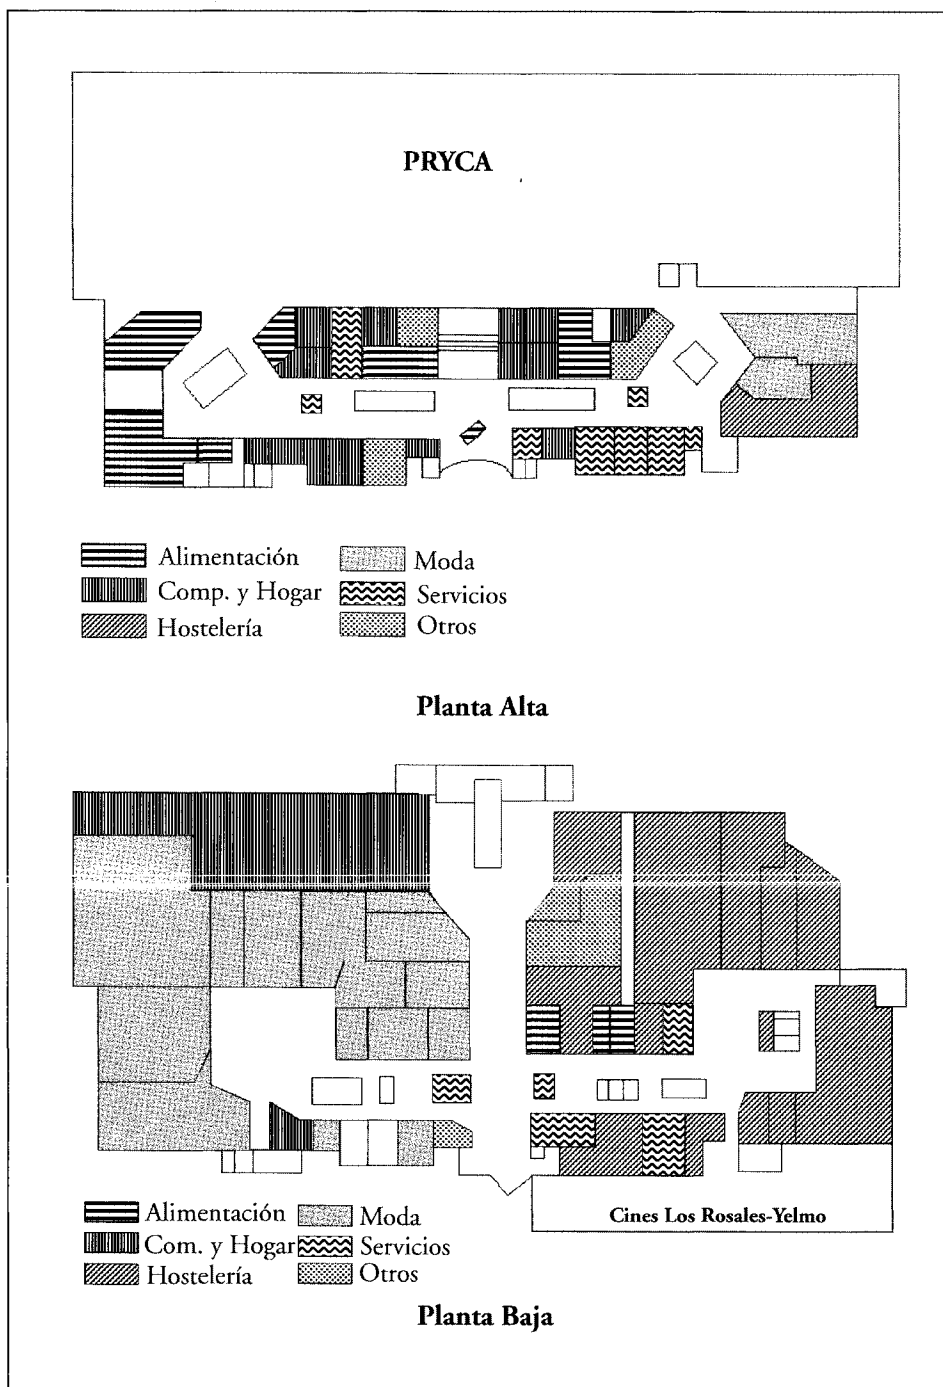 PRYCA
Alimentación
Moda
Comp. y Hogar
Servicios
Hostelería
Otros
Planta Alta
Cines Los Rosales-Yelmo
Alimentación
Moda
Com. y Hogar
Servicios
Hostelería
Otros
Planta Baja